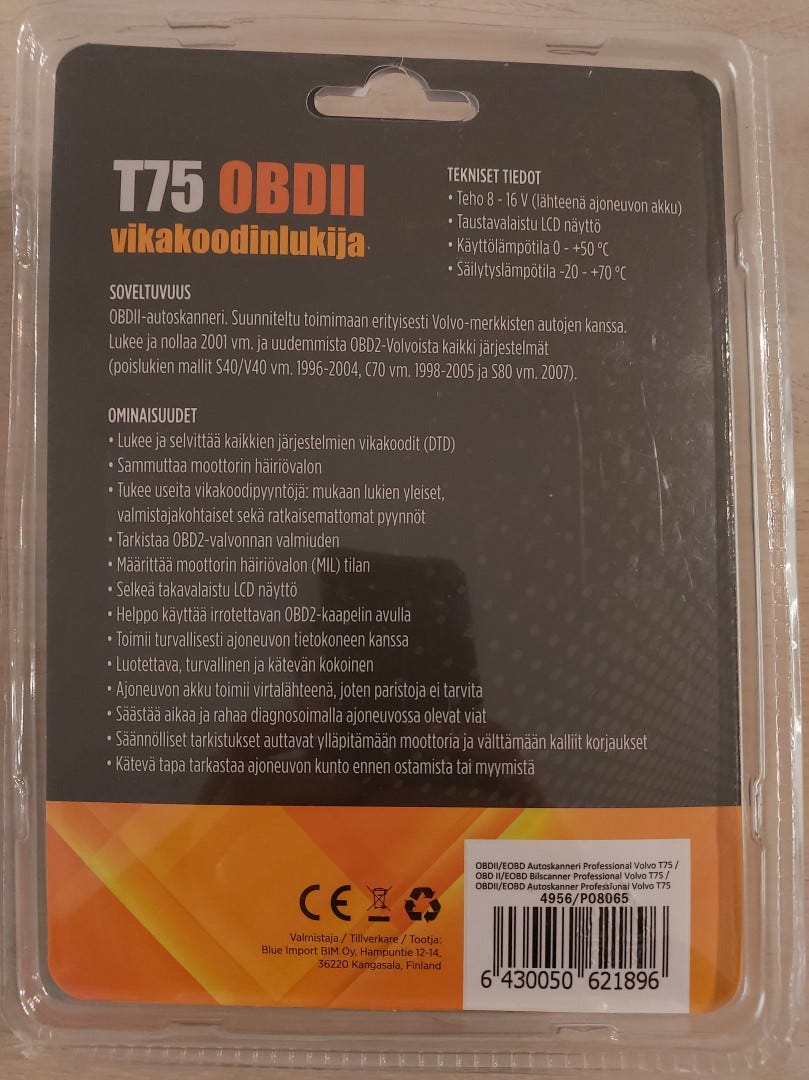 T75 OBDII
vikakoodinlukija
TEKNISET TIEDOT
• Teho 8 - 16 V (lähteenä ajoneuvon akku)
• Taustavalaistu LCD näyttö
• Käyttölämpötila 0 - +50 °C
• Säilytyslämpötila -20 - +70 °C
SOVELTUVUUS
OBDII-autoskanneri. Suunniteltu toimimaan erityisesti Volvo-merkkisten autojen kanssa.
Lukee ja nollaa 2001 vm. ja uudemmista OBD2-Volvoista kaikki järjestelmät
(poislukien mallit S40/V40 vm. 1996-2004, C70 vm. 1998-2005 ja S80 vm. 2007).
OMINAISUUDET
• Lukee ja selvittää kaikkien järjestelmien vikakoodit (DTD)
• Sammuttaa moottorin häiriövalon
• Tukee useita vikakoodipyyntöjä: mukaan lukien yleiset,
valmistajakohtaiset sekä ratkaisemattomat pyynnöt
• Tarkistaa OBD2-valvonnan valmiuden
• Määrittää moottorin häiriövalon (MIL) tilan
• Selkeä takavalaistu LCD näyttö
• Helppo käyttää irrotettavan OBD2-kaapelin avulla
• Toimii turvallisesti ajoneuvon tietokoneen kanssa
• Luotettava, turvallinen ja kätevän kokoinen
• Ajoneuvon akku toimii virtalähteenä, joten paristoja ei tarvita
• Säästää aikaa ja rahaa diagnosoimalla ajoneuvossa olevat viat
• Säännölliset tarkistukset auttavat ylläpitämään moottoria ja välttämään kalliit korjaukset
• Kätevä tapa tarkastaa ajoneuvon kunto ennen ostamista tai myymistä
CE
Valmistaja / Tillverkare / Tootja:
Blue Import BIM Oy, Hampuntie 12-14,
36220 Kangasala, Finland
OBDII/EOBD Autoskanneri Professional Volvo T75 /
OBD II/EOBD Bilscanner Professional Volvo T75 /
OBDII/EOBD Autoskanner Professional Volvo T75
4956/P08065
6 430050 621896